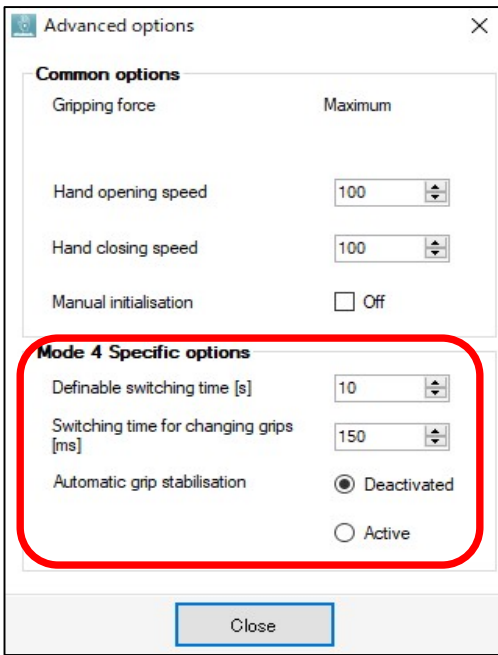 Advanced options
Common options
Gripping force Maximum
Hand opening speed 100
Hand closing speed 100
Manual initialisation Off
Mode 4 Specific options
Definable switching time [s] 10
Switching time for changing grips
[ms] 150
Automatic grip stabilisation Deactivated
Active
Close